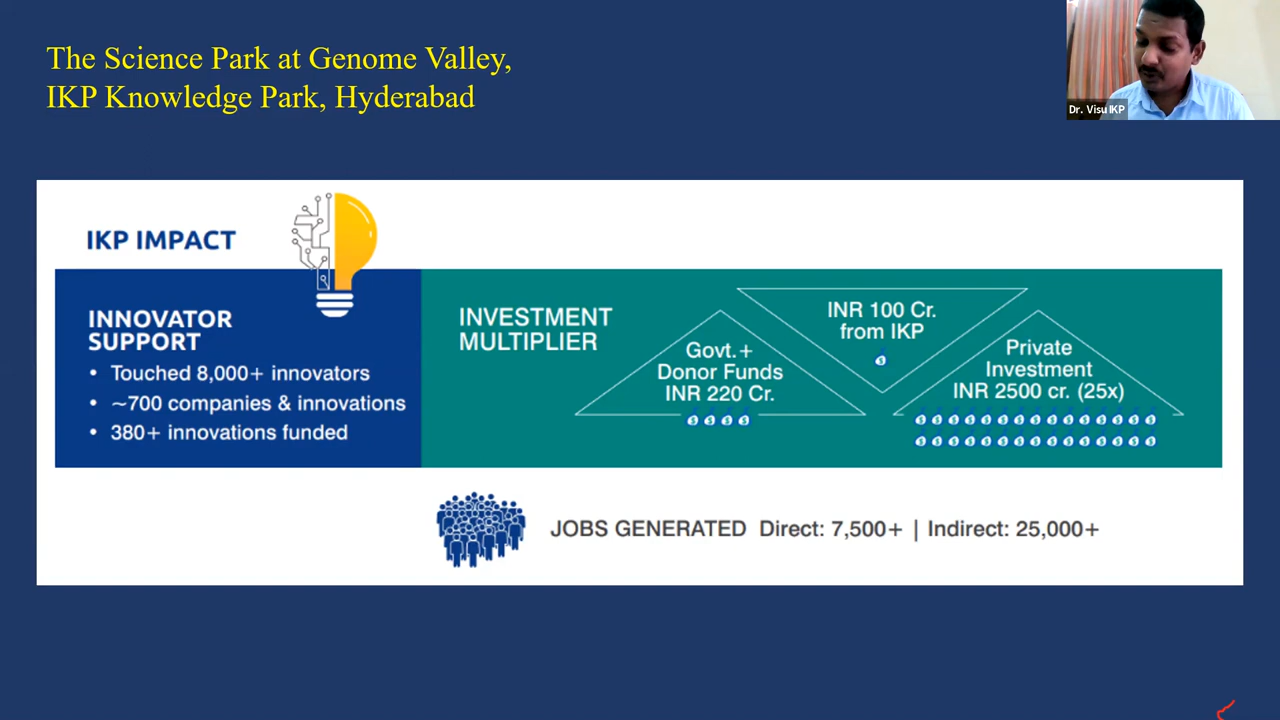 The Science Park at Genome Valley,
IKP Knowledge Park, Hyderabad
Dr. Visu IKP
IKP IMPACT
INNOVATOR
SUPPORT
• Touched 8,000+ innovators
• ~700 companies & innovations
• 380+ innovations funded
INVESTMENT
MULTIPLIER
Govt.+
Donor Funds
INR 220 Cr.
INR 100 Cr.
from IKP
Private
Investment
INR 2500 cr. (25x)
JOBS GENERATED Direct: 7,500+ | Indirect: 25,000+